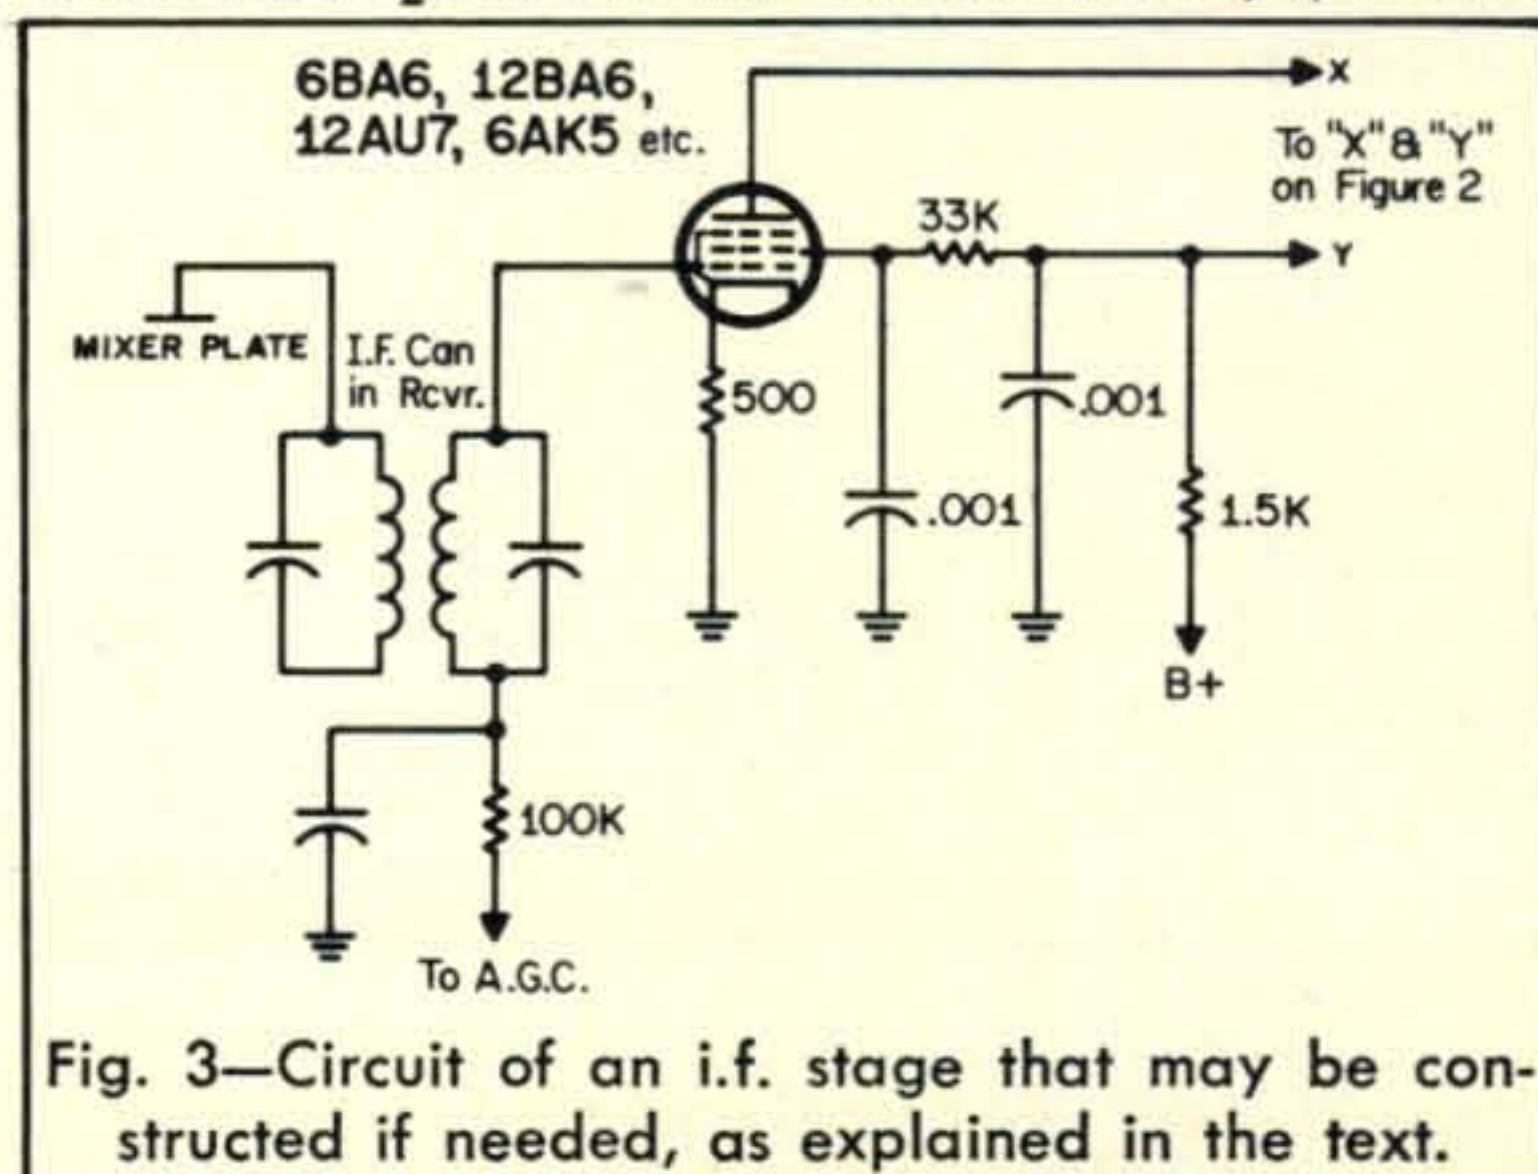 6BA6, 12BA6,
12AU7, 6AK5 etc.
X
To "X" & "Y"
on Figure 2
33K
Y
MIXER PLATE
I.F. Can
in Rcvr.
500
.001
.001
1.5K
B+
100K
To A.G.C.
Fig. 3—Circuit of an i.f. stage that may be con-
structed if needed, as explained in the text.